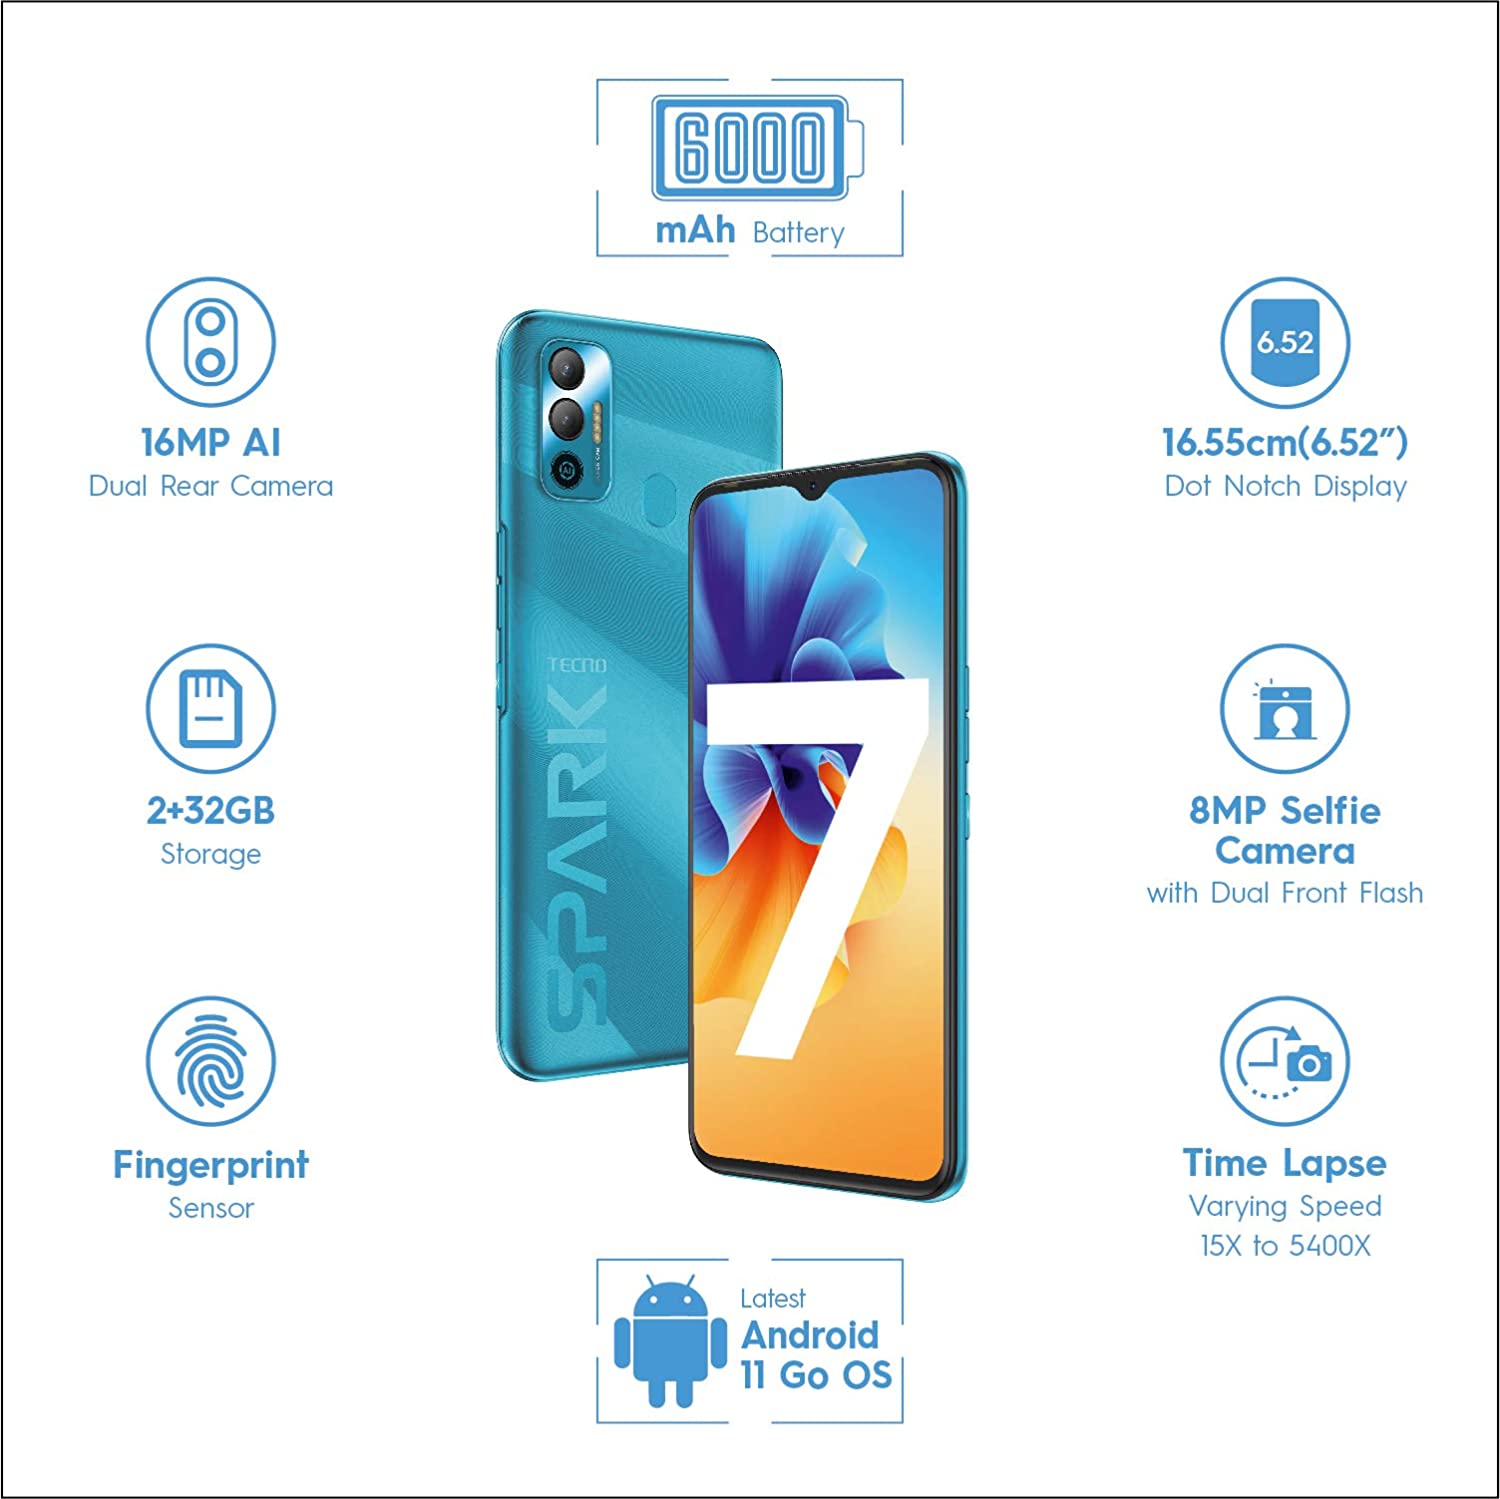 6000
mAh Battery
16MP AI
Dual Rear Camera
6.52
16.55cm(6.52”)
Dot Notch Display
TECNO
SPARK
7
AI
2+32GB
Storage
8MP Selfie
Camera
with Dual Front Flash
Fingerprint
Sensor
Time Lapse
Varying Speed
15X to 5400X
Latest
Android
11 Go OS